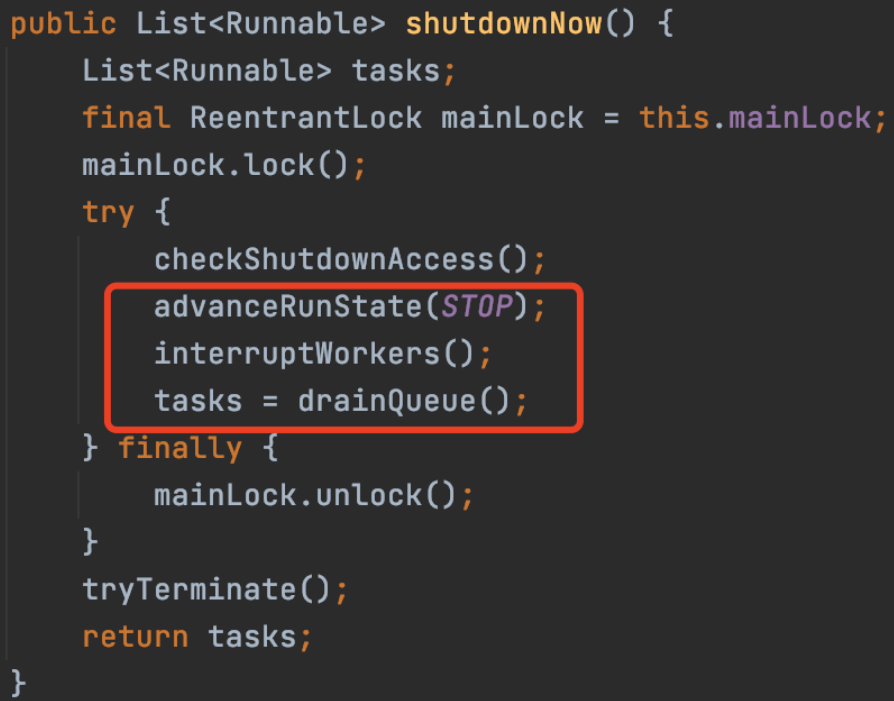 public List<Runnable> shutdownNow() {
    List<Runnable> tasks;
    final ReentrantLock mainLock = this.mainLock;
    mainLock.lock();
    try {
        checkShutdownAccess();
        advanceRunState(STOP);
        interruptWorkers();
        tasks = drainQueue();
    } finally {
        mainLock.unlock();
    }
    tryTerminate();
    return tasks;
}